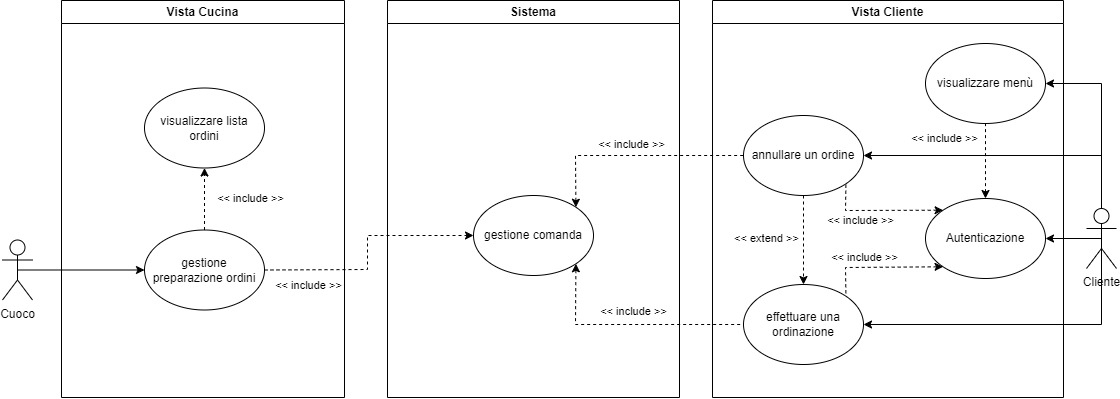 Vista Cucina
Sistema
Vista Cliente
visualizzare lista
ordini
<< include >>
gestione
preparazione ordini
<< include >>
Cuoco
gestione comanda
<< include >>
<< include >>
visualizzare menù
<< include >>
annullare un ordine
<< include >>
<< extend >>
Autenticazione
<< include >>
effettuare una
ordinazione
Cliente